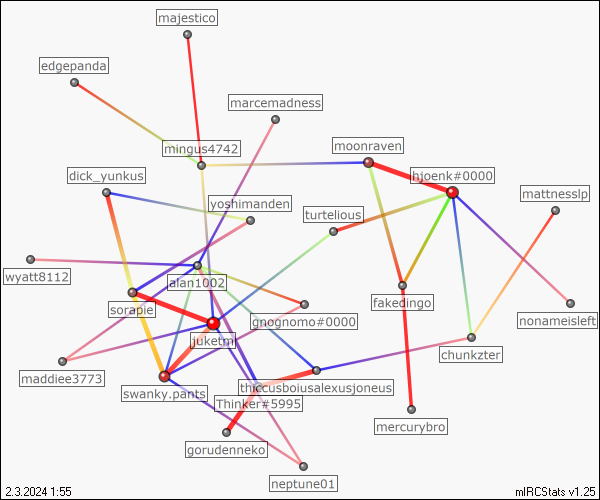 majestico
edgepanda
marcemadness
mingus4742
moonraven
dick_yunkus
hjoenk#0000
mattnesslp
yoshimanden
turtelious
wyatt8112
alan1002
sorapie
fakedingo
gnognomo#0000
nonameisleft
juketmi
chunkzter
maddiee3773
swanky.pants
thiccusboiusalexusjoneus
Thinker#5995
mercurybro
gorudenneko
neptune01
2.3.2024 1:55
mIRCStats v1.25